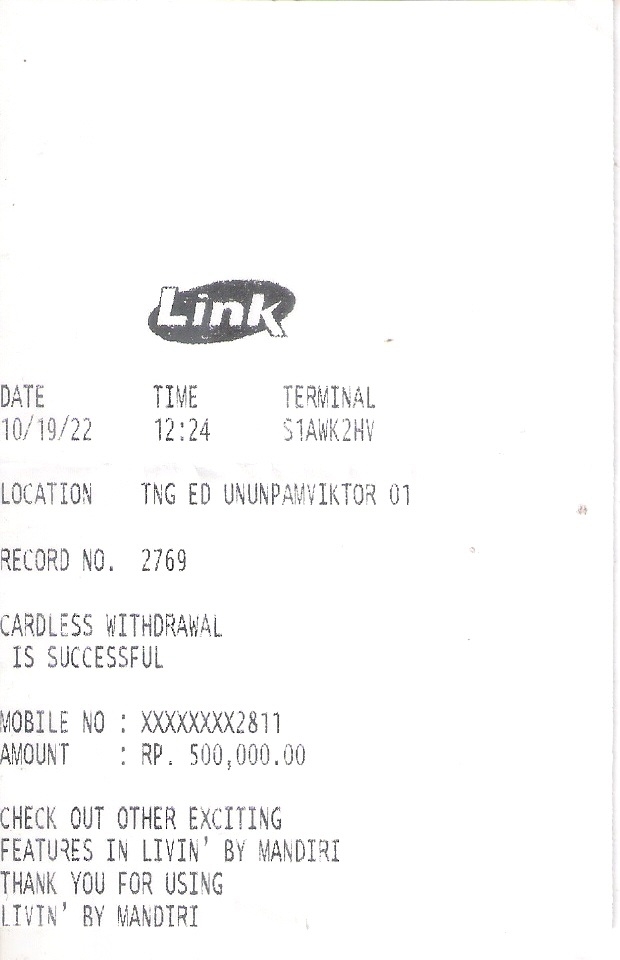 Link
DATE TIME TERMINAL
10/19/22 12:24 S1AWK2HV
LOCATION TNG ED UNUNPAMVIKTOR 01
RECORD NO. 2769
CARDLESS WITHDRAWAL
IS SUCCESSFUL
MOBILE NO : XXXXXXXX2811
AMOUNT : RP. 500,000.00
CHECK OUT OTHER EXCITING
FEATURES IN LIVIN' BY MANDIRI
THANK YOU FOR USING
LIVIN' BY MANDIRI